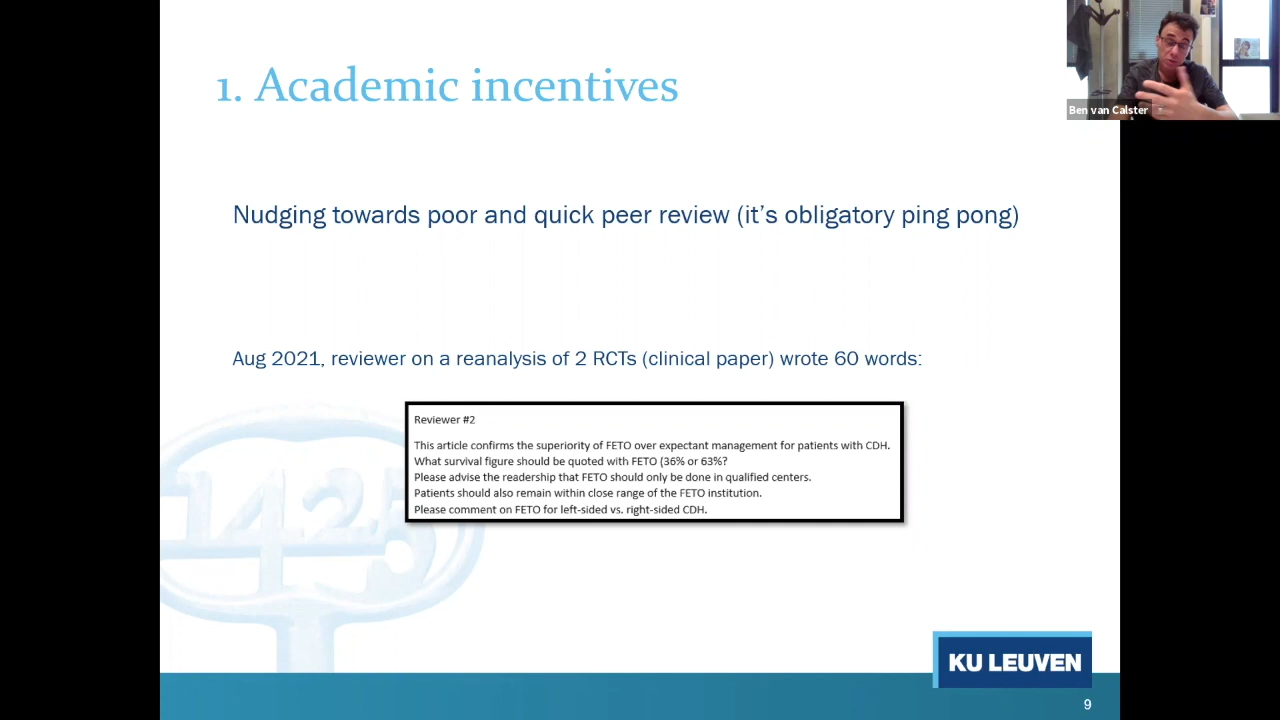 1. Academic incentives
Ben van Calster
Nudging towards poor and quick peer review (it's obligatory ping pong)
Aug 2021, reviewer on a reanalysis of 2 RCTs (clinical paper) wrote 60 words:
Reviewer #2
This article confirms the superiority of FETO over expectant management for patients with CDH.
What survival figure should be quoted with FETO (36% or 63%?
Please advise the readership that FETO should only be done in qualified centers.
Patients should also remain within close range of the FETO institution.
Please comment on FETO for left-sided vs. right-sided CDH.
1425
KU LEUVEN
9